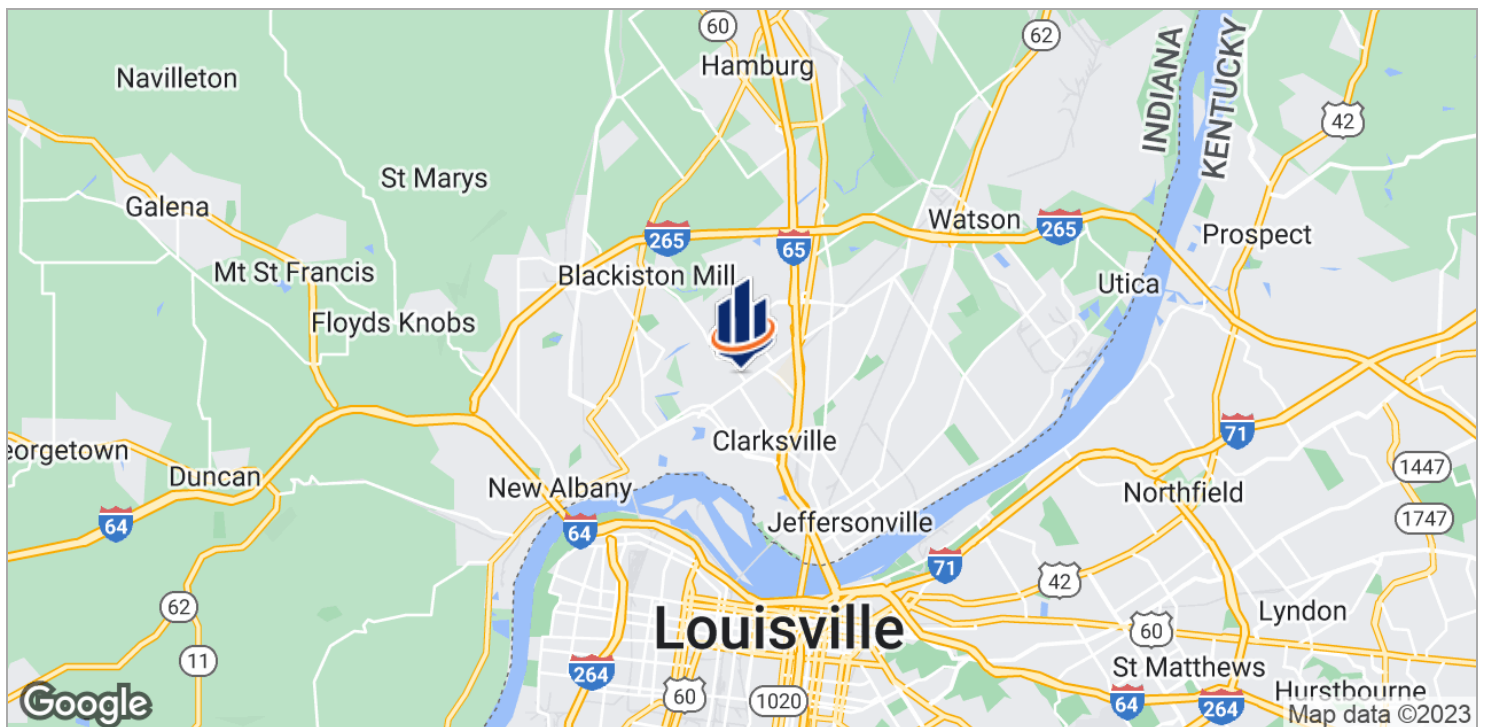 60
62
Hamburg
Navilleton
INDIANA
KENTUCKY
42
St Marys
Galena
265
65
Watson
265
Prospect
Mt St Francis
Blackiston Mill
Utica
Floyds Knobs
71
eorgetown
Clarksville
1447
Duncan
New Albany
Northfield
64
64
Jeffersonville
1747
71
42
62
Louisville
60
Lyndon
11
264
St Matthews
60
1020
64
264
Hurstbourne
Google
Map data ©2023